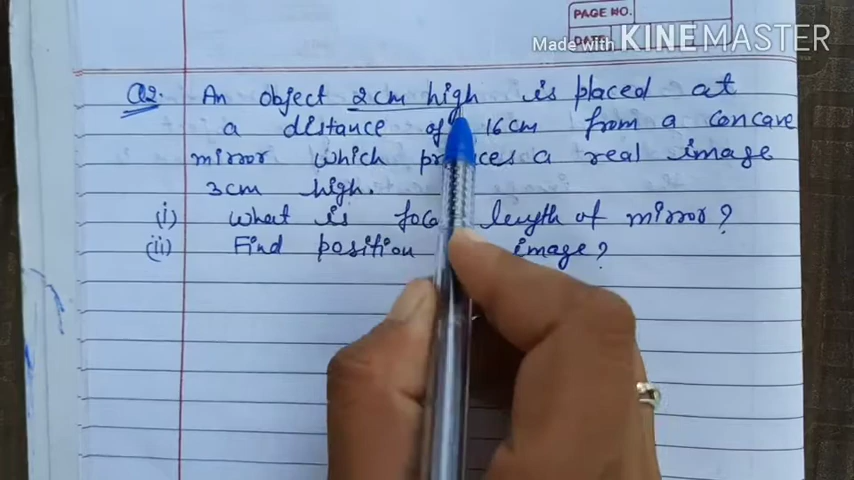 PAGE NO.
DATE
Made with KINEMASTER
Q2. An object 2cm high is placed at
a distance of 16cm from a concave
mirror which produces a real image
3cm high.
(i) What is focal length of mirror?
(ii) Find position image?